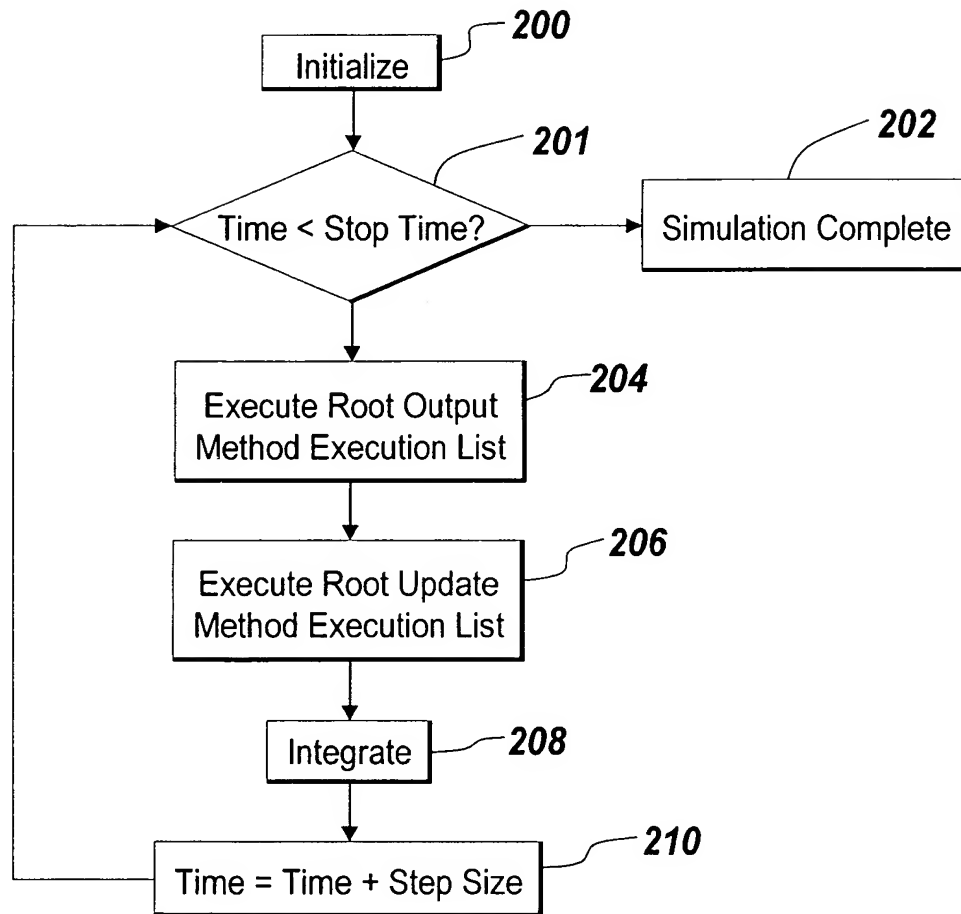 200
Initialize
201
202
Time < Stop Time?
Simulation Complete
204
Execute Root Output
Method Execution List
206
Execute Root Update
Method Execution List
208
Integrate
210
Time = Time + Step Size